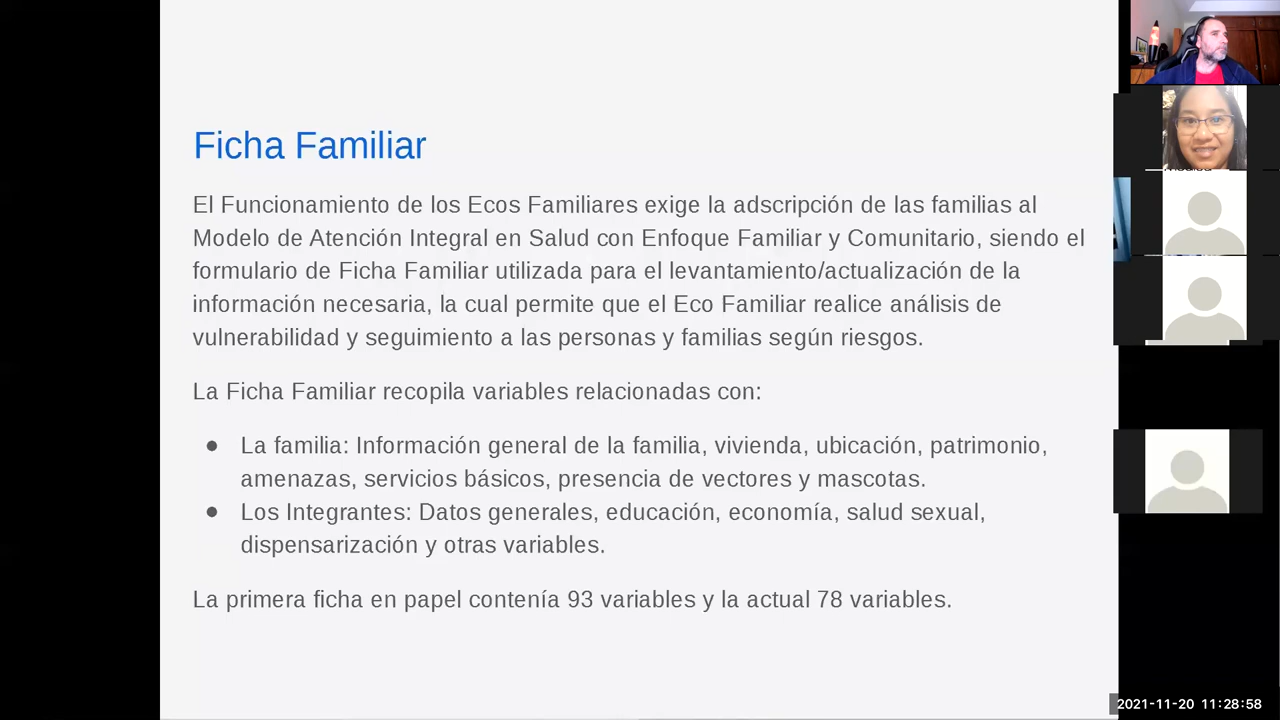 Ficha Familiar
El Funcionamiento de los Ecos Familiares exige la adscripción de las familias al
Modelo de Atención Integral en Salud con Enfoque Familiar y Comunitario, siendo el
formulario de Ficha Familiar utilizada para el levantamiento/actualización de la
información necesaria, la cual permite que el Eco Familiar realice análisis de
vulnerabilidad y seguimiento a las personas y familias según riesgos.
La Ficha Familiar recopila variables relacionadas con:
● La familia: Información general de la familia, vivienda, ubicación, patrimonio,
amenazas, servicios básicos, presencia de vectores y mascotas.
● Los Integrantes: Datos generales, educación, economía, salud sexual,
dispensarización y otras variables.
La primera ficha en papel contenía 93 variables y la actual 78 variables.
2021-11-20 11:28:58